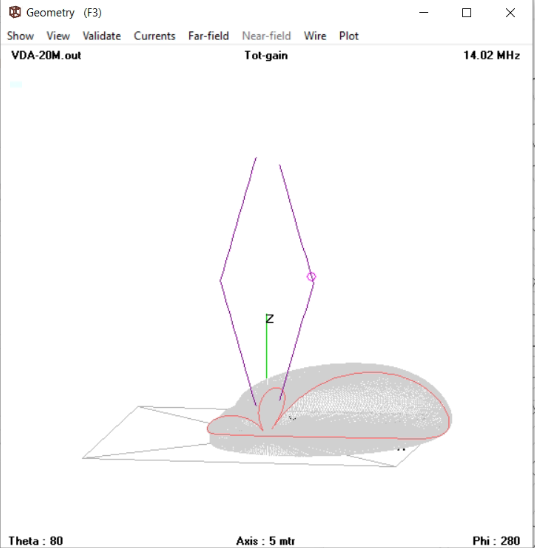 Geometry (F3)
Show View Validate Currents Far-field Near-field Wire Plot
VDA-20M.out Tot-gain 14.02 MHz
Z
Theta : 80 Axis : 5 mtr Phi : 280